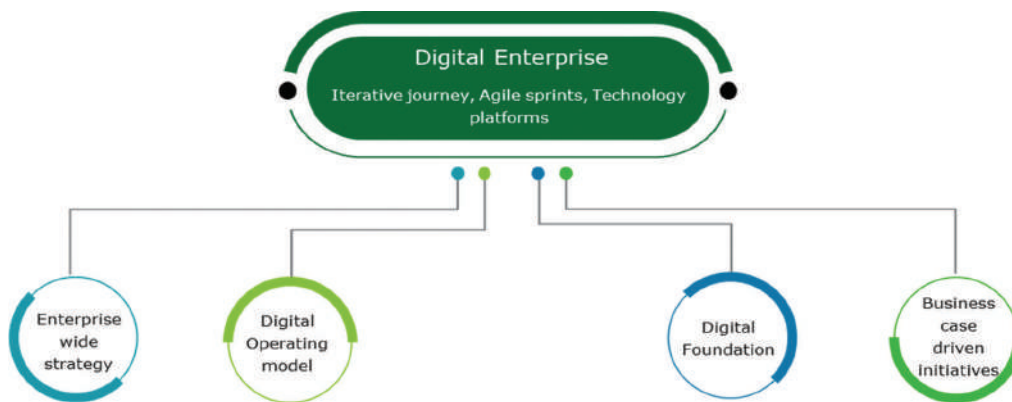 Digital Enterprise
Iterative journey, Agile sprints, Technology
platforms
Enterprise
wide
strategy
Digital
Operating
model
Digital
Foundation
Business
case
driven
initiatives